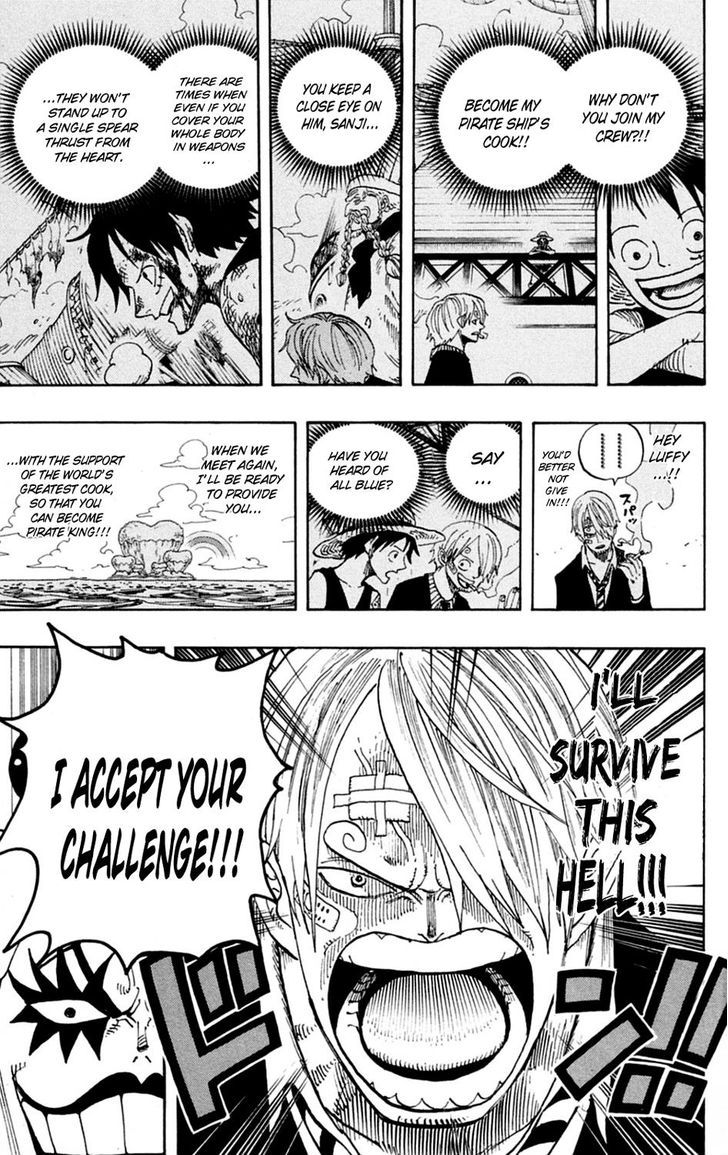 WHY DON'T
YOU JOIN MY
CREW?!!
BECOME MY
PIRATE SHIP'S
COOK!!
YOU KEEP A
CLOSE EYE ON
HIM, SANJI...
THERE ARE
TIMES WHEN
EVEN IF YOU
COVER YOUR
WHOLE BODY
IN WEAPONS
...
...THEY WON'T
STAND UP TO
A SINGLE SPEAR
THRUST FROM
THE HEART.
HEY
LUFFY
...!!
!!
スパッ
YOU'D
BETTER
NOT
GIVE
IN!!!
SAY
...
HAVE YOU
HEARD OF
ALL BLUE?
WHEN WE
MEET AGAIN,
I'LL BE READY
TO PROVIDE
YOU...
...WITH THE SUPPORT
OF THE WORLD'S
GREATEST COOK,
SO THAT YOU
CAN BECOME
PIRATE KING!!!
I'LL
SURVIVE
THIS
HELL!!!
I ACCEPT YOUR
CHALLENGE!!!
ドン!!